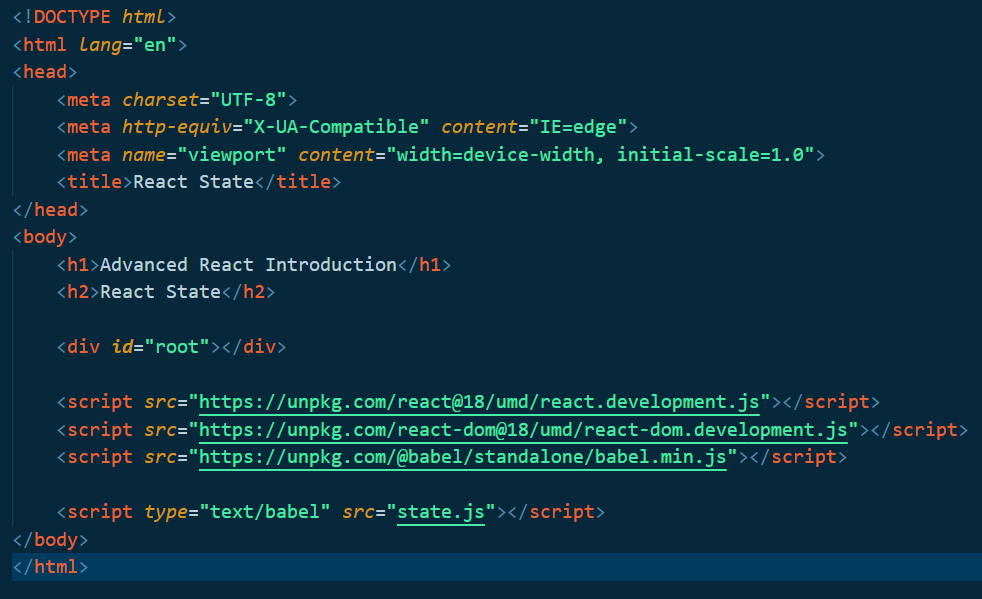 <!DOCTYPE html>
<html lang="en">
<head>
    <meta charset="UTF-8">
    <meta http-equiv="X-UA-Compatible" content="IE=edge">
    <meta name="viewport" content="width=device-width, initial-scale=1.0">
    <title>React State</title>
</head>
<body>
    <h1>Advanced React Introduction</h1>
    <h2>React State</h2>

    <div id="root"></div>

    <script src="https://unpkg.com/react@18/umd/react.development.js"></script>
    <script src="https://unpkg.com/react-dom@18/umd/react-dom.development.js"></script>
    <script src="https://unpkg.com/@babel/standalone/babel.min.js"></script>

    <script type="text/babel" src="state.js"></script>
</body>
</html>